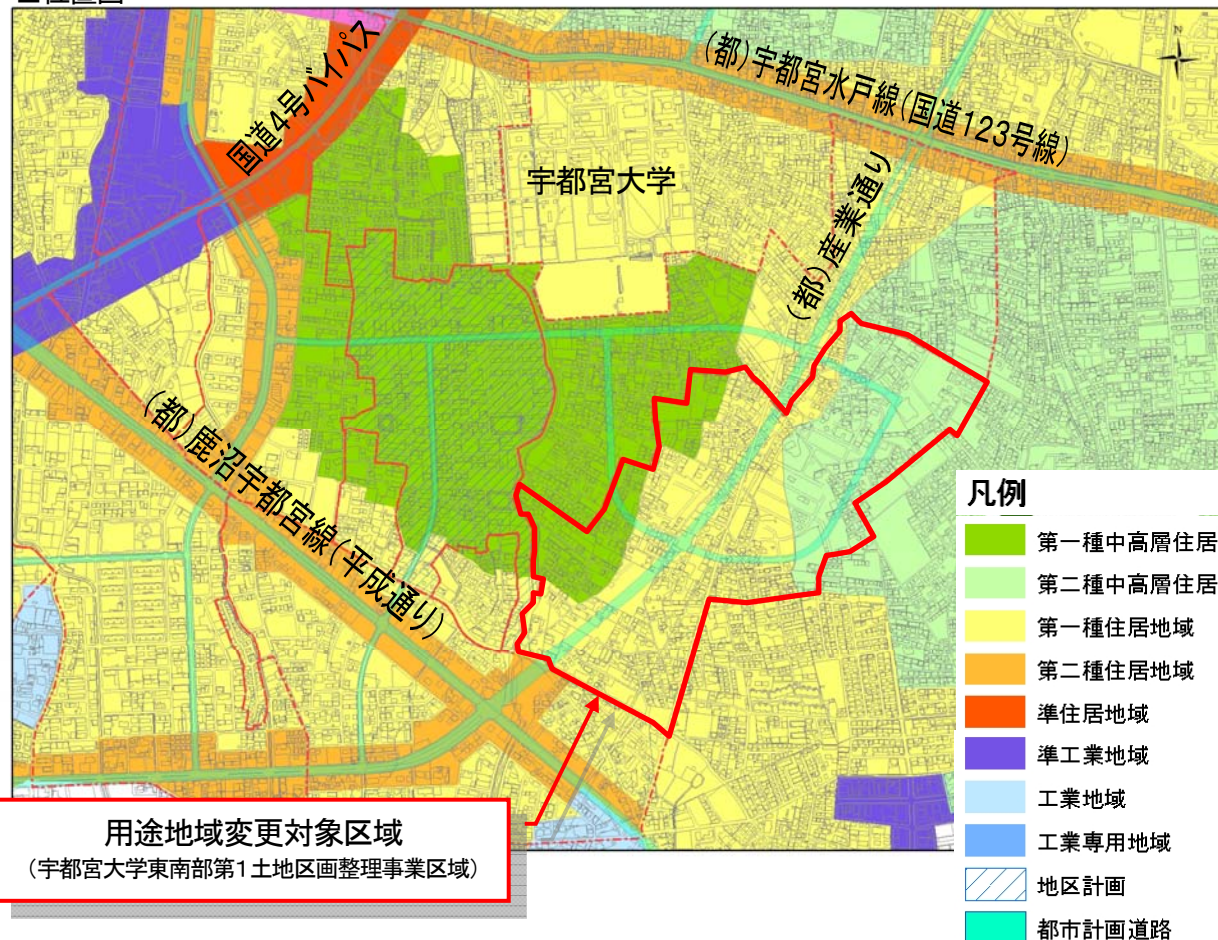 国道4号バイパス
(都)宇都宮水戸線(国道123号線)
N
宇都宮大学
(都)産業通り
(都)鹿沼宇都宮線(平成通り)
凡例
第一種中高層住居
第二種中高層住居
第一種住居地域
第二種住居地域
準住居地域
準工業地域
工業地域
工業専用地域
地区計画
都市計画道路
用途地域変更対象区域
(宇都宮大学東南部第1土地区画整理事業区域)